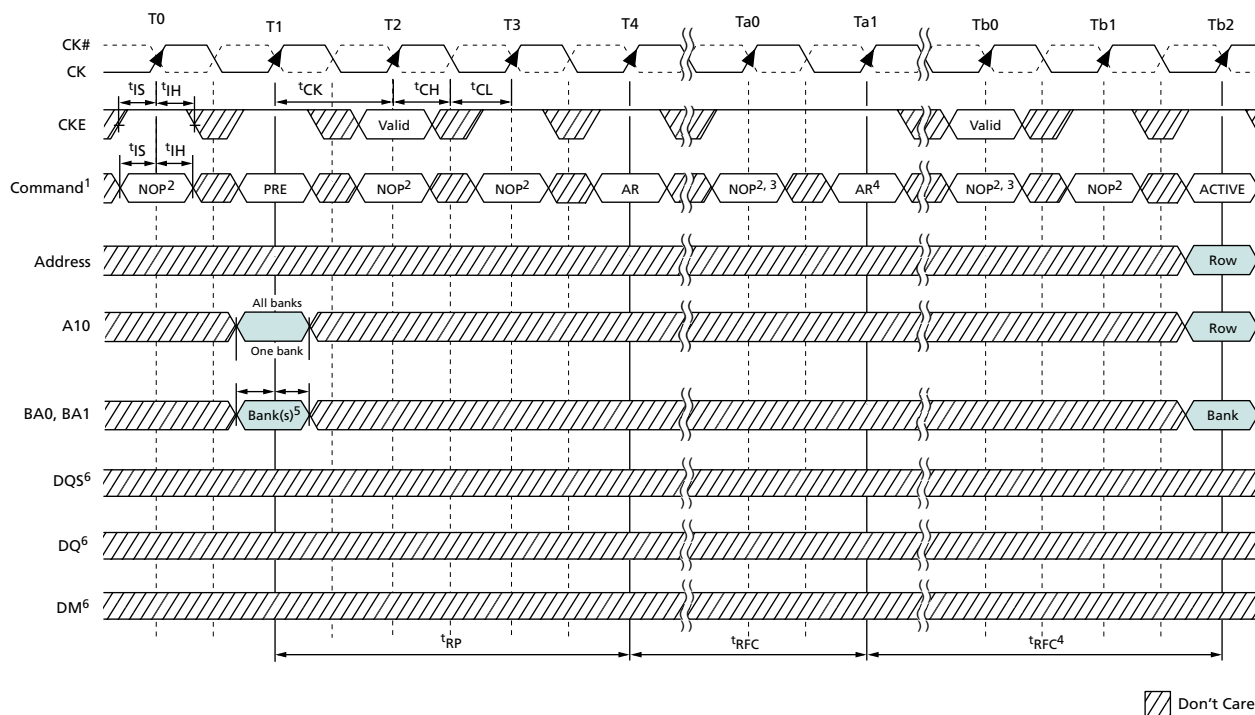 T0 T1 T2 T3 T4 Ta0 Ta1 Tb0 Tb1 Tb2
CK#
CK
tIS tIH tCK tCH tCL
CKE Valid Valid
tIS tIH
Command1 NOP2 PRE NOP2 NOP2 AR NOP2, 3 AR4 NOP2, 3 NOP2 ACTIVE
Address Row
All banks
A10 Row
One bank
BA0, BA1 Bank(s)5 Bank
DQS6
DQ6
DM6
tRP tRFC tRFC4
Don't Care